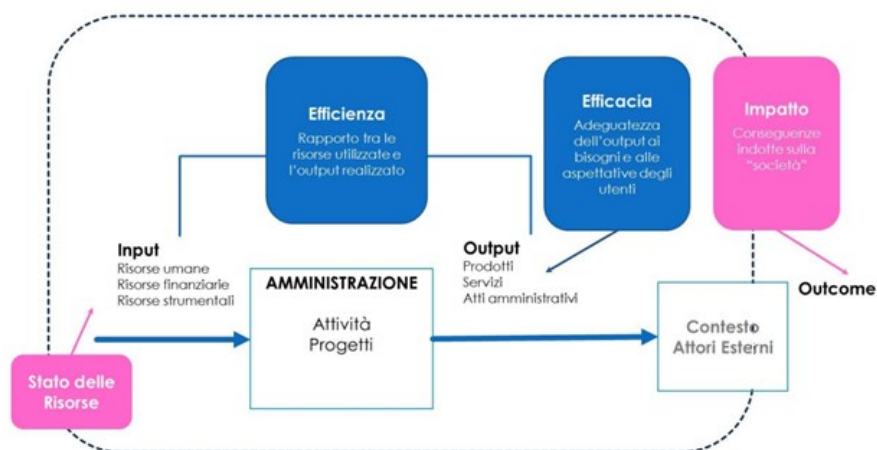 Efficienza
Rapporto tra le
risorse utilizzate e
l'output realizzato
Efficacia
Adeguatezza
dell'output ai
bisogni e alle
aspettative degli
utenti
Impatto
Conseguenze
indotte sulla
"società"
Input
Risorse umane
Risorse finanziarie
Risorse strumentali
AMMINISTRAZIONE
Attività
Progetti
Output
Prodotti
Servizi
Atti amministrativi
Outcome
Contesto
Attori Esterni
Stato delle
Risorse